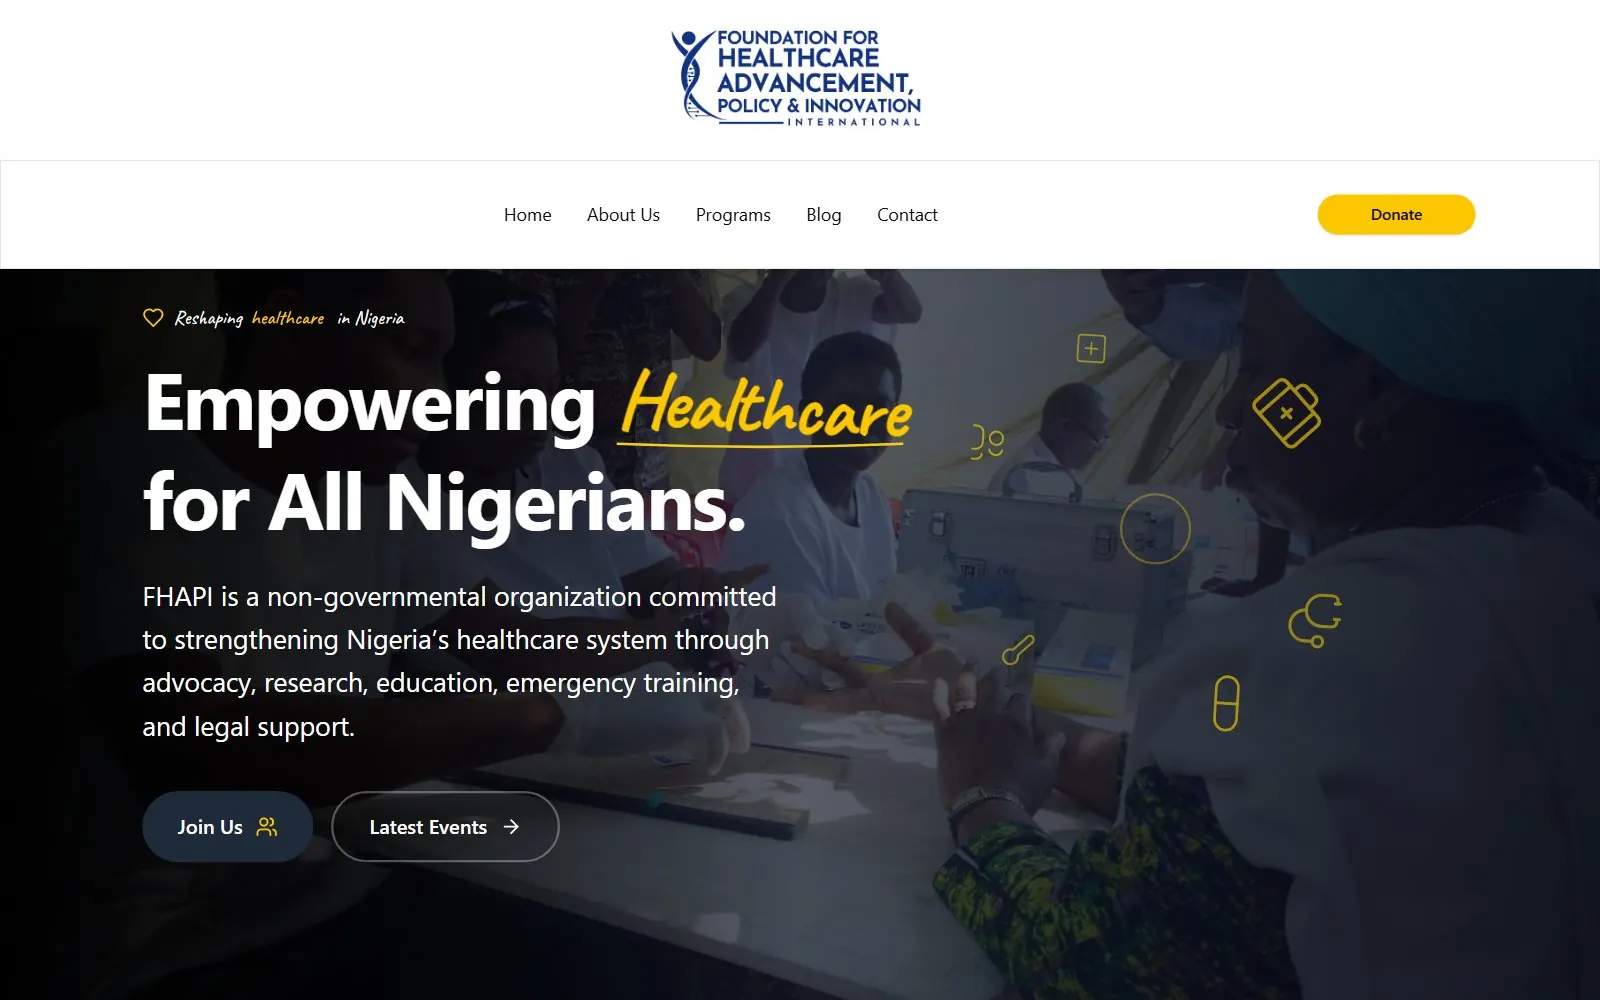 FOUNDATION FOR
HEALTHCARE
ADVANCEMENT,
POLICY & INNOVATION
INTERNATIONAL
Home About Us Programs Blog Contact Donate
Reshaping healthcare in Nigeria
Empowering Healthcare
for All Nigerians.
FHAPI is a non-governmental organization committed
to strengthening Nigeria’s healthcare system through
advocacy, research, education, emergency training,
and legal support.
Join Us Latest Events